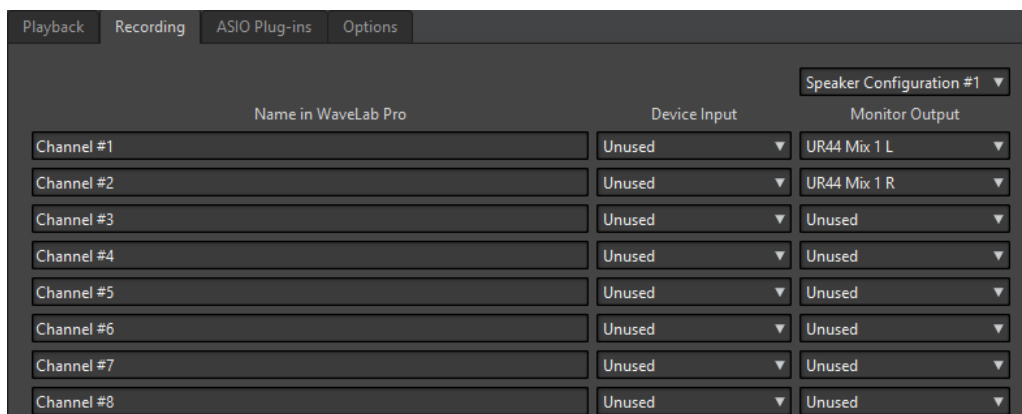 Playback Recording ASIO Plug-ins Options
Speaker Configuration #1
Name in WaveLab Pro Device Input Monitor Output
Channel #1 Unused UR44 Mix 1 L
Channel #2 Unused UR44 Mix 1 R
Channel #3 Unused Unused
Channel #4 Unused Unused
Channel #5 Unused Unused
Channel #6 Unused Unused
Channel #7 Unused Unused
Channel #8 Unused Unused